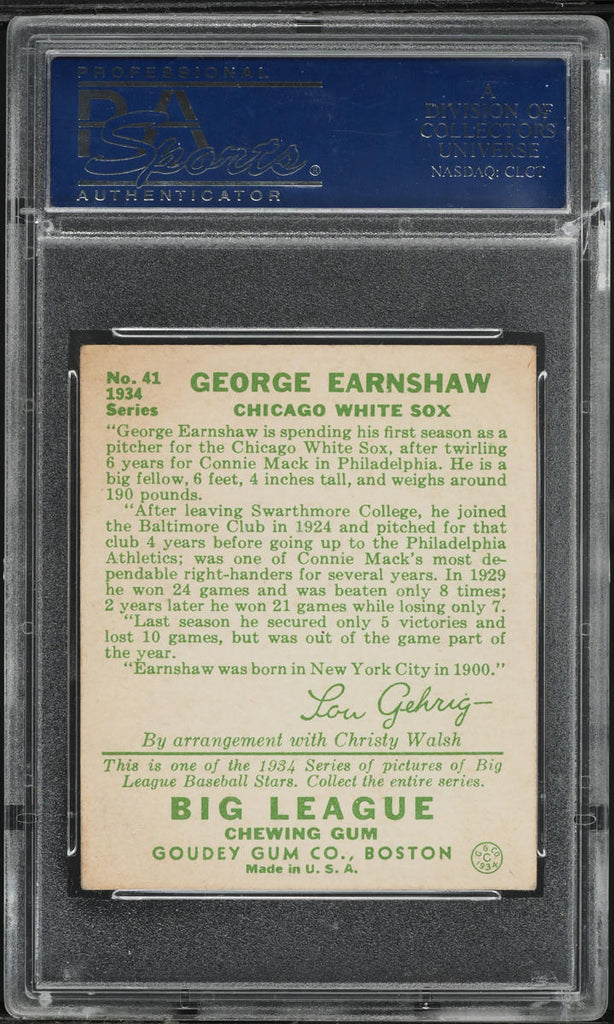 PROFESSIONAL
PSA
Sports®
AUTHENTICATOR
A
DIVISION OF
COLLECTORS
UNIVERSE
NASDAQ: CLCT
No. 41
1934
Series
GEORGE EARNSHAW
CHICAGO WHITE SOX
"George Earnshaw is spending his first season as a
pitcher for the Chicago White Sox, after twirling
6 years for Connie Mack in Philadelphia. He is a
big fellow, 6 feet, 4 inches tall, and weighs around
190 pounds.
"After leaving Swarthmore College, he joined
the Baltimore Club in 1924 and pitched for that
club 4 years before going up to the Philadelphia
Athletics; was one of Connie Mack's most de-
pendable right-handers for several years. In 1929
he won 24 games and was beaten only 8 times;
2 years later he won 21 games while losing only 7.
"Last season he secured only 5 victories and
lost 10 games, but was out of the game part of
the year.
"Earnshaw was born in New York City in 1900."
Lou Gehrig
By arrangement with Christy Walsh
This is one of the 1934 Series of pictures of Big
League Baseball Stars. Collect the entire series.
BIG LEAGUE
CHEWING GUM
GOUDEY GUM CO., BOSTON
Made in U. S. A.
G. G. CO.
C
1934